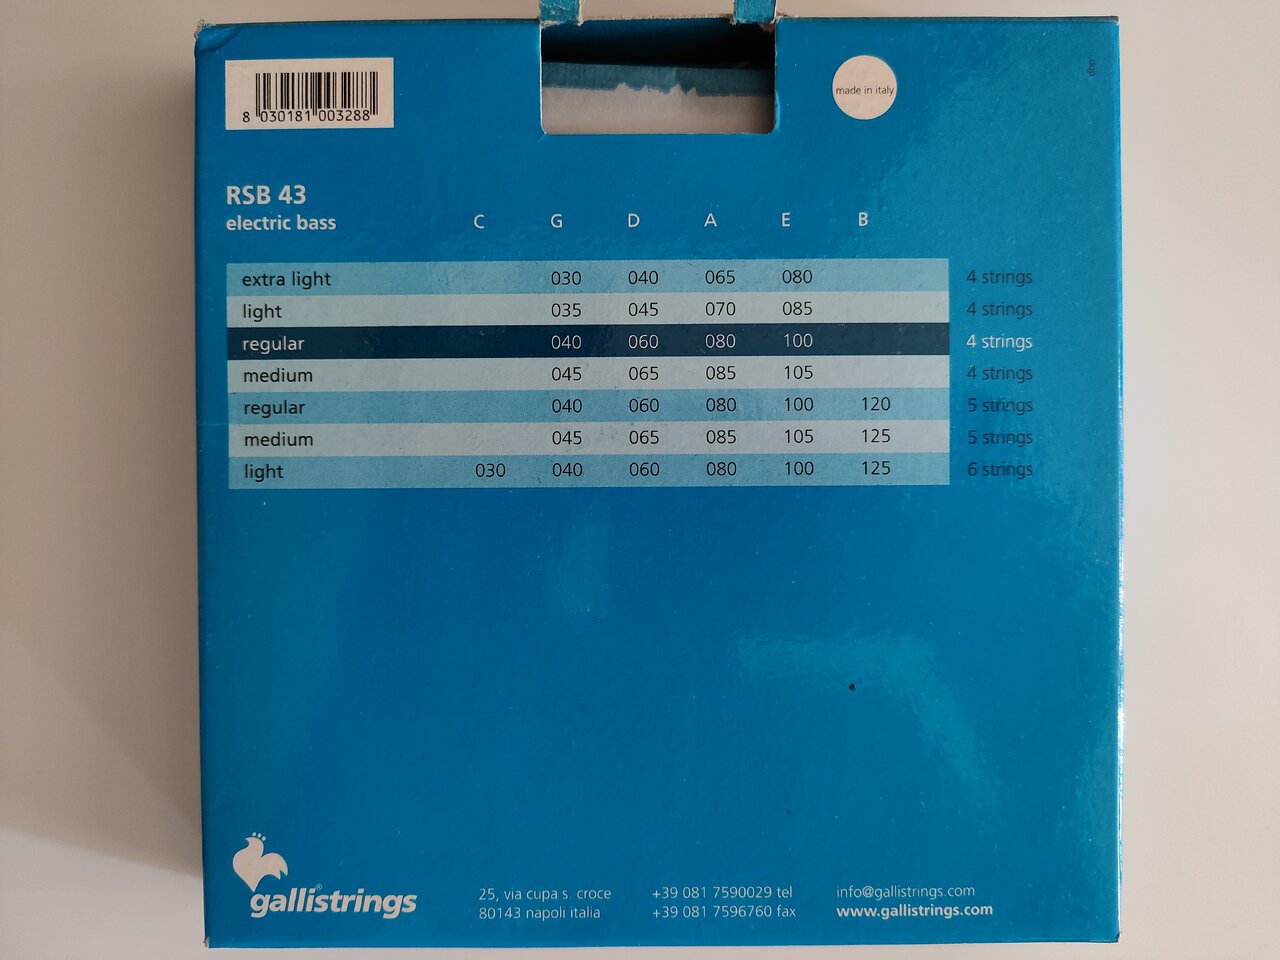 8 030181 003288
made in italy
dpp
RSB 43
electric bass C G D A E B
extra light 030 040 065 080 4 strings
light 035 045 070 085 4 strings
regular 040 060 080 100 4 strings
medium 045 065 085 105 4 strings
regular 040 060 080 100 120 5 strings
medium 045 065 085 105 125 5 strings
light 030 040 060 080 100 125 6 strings
gallistrings®
25, via cupa s. croce +39 081 7590029 tel info@gallistrings.com
80143 napoli italia +39 081 7596760 fax www.gallistrings.com